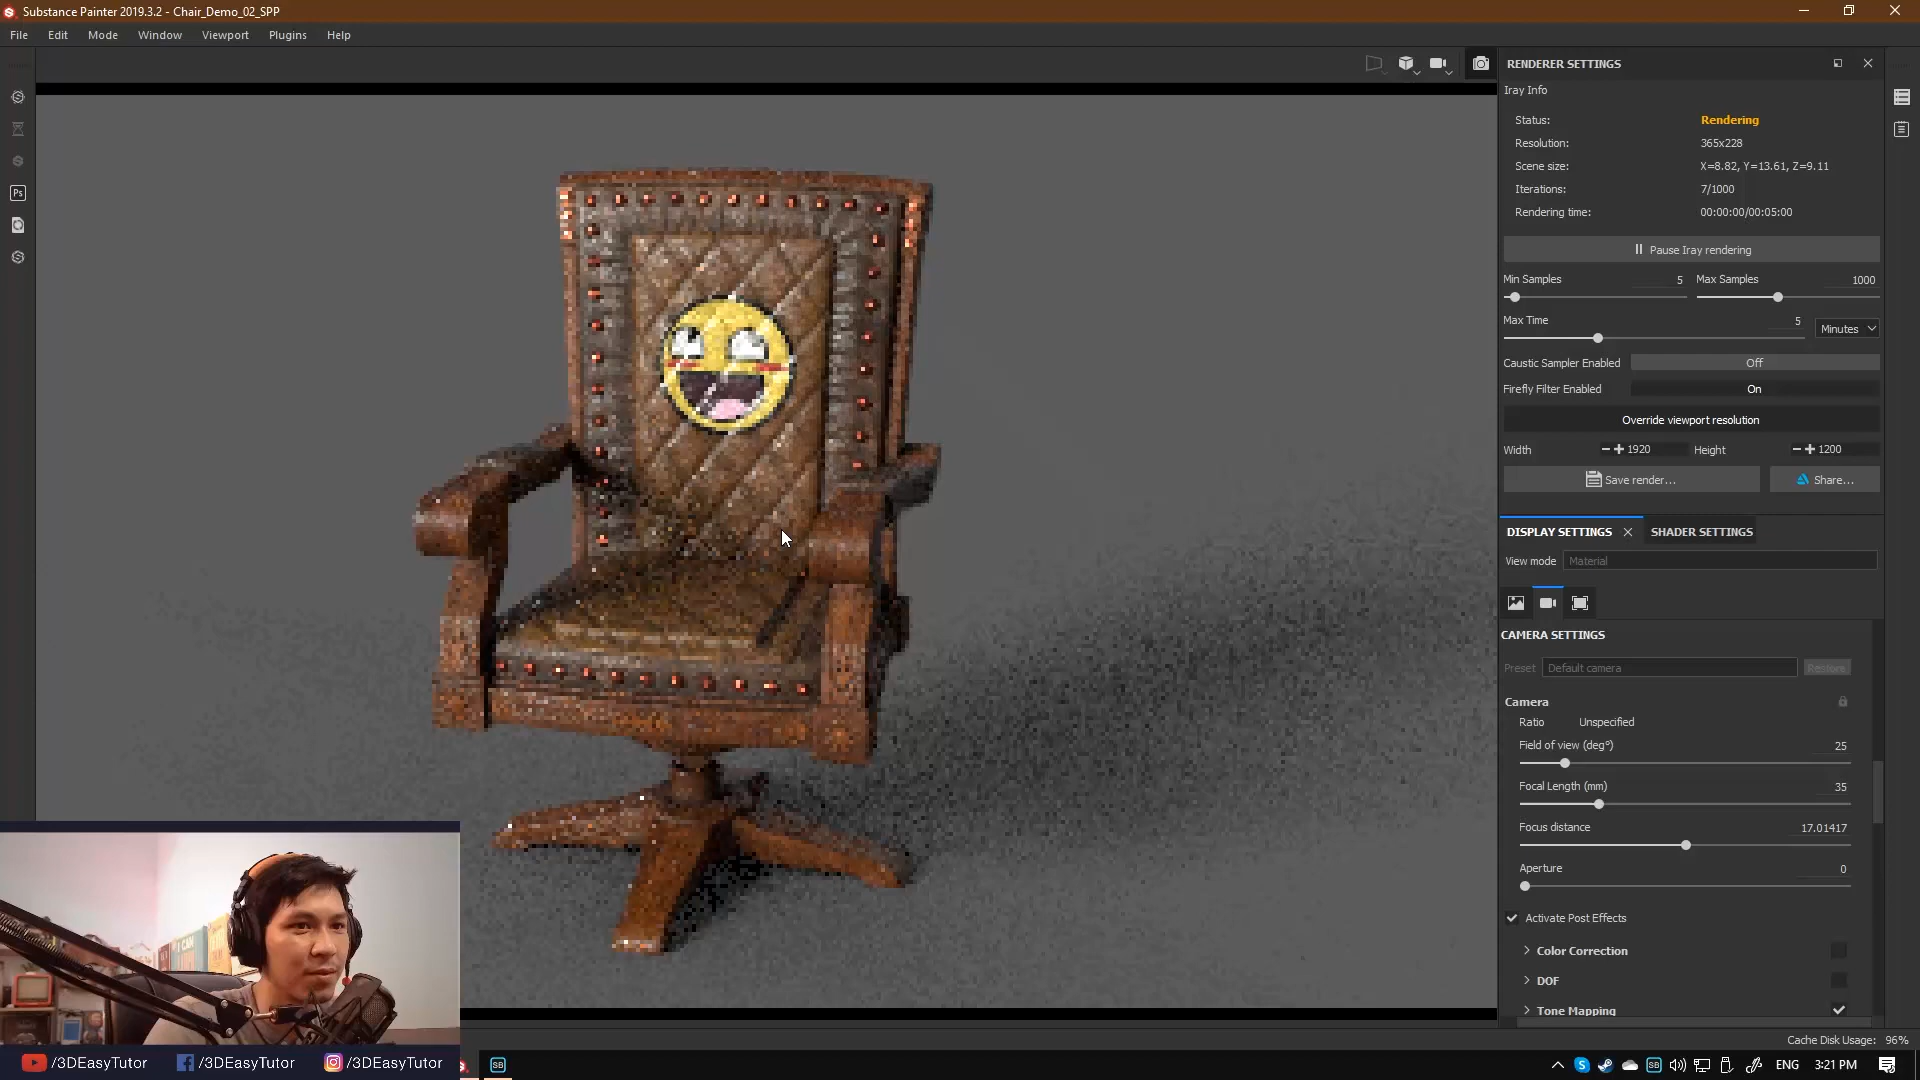 Substance Painter 2019.3.2 - Chair_Demo_02_SPP
File Edit Mode Window Viewport Plugins Help
RENDERER SETTINGS
Iray Info
Status: Rendering
Resolution: 365x228
Scene size: X=8.82, Y=13.61, Z=9.11
Iterations: 7/1000
Rendering time: 00:00:00/00:05:00
Pause Iray rendering
Min Samples 5 Max Samples 1000
Max Time 5 Minutes
Caustic Sampler Enabled Off
Firefly Filter Enabled On
Override viewport resolution
Width 1920 Height 1200
Save render... Share...
DISPLAY SETTINGS SHADER SETTINGS
View mode Material
CAMERA SETTINGS
Preset Default camera Restore
Camera
Ratio Unspecified
Field of view (deg°) 25
Focal Length (mm) 35
Focus distance 17.01417
Aperture 0
Activate Post Effects
Color Correction
DOF
Tone Mapping
Cache Disk Usage: 96%
Ps
I CAN
/3DEasyTutor /3DEasyTutor /3DEasyTutor
SB
SB
ENG 3:21 PM